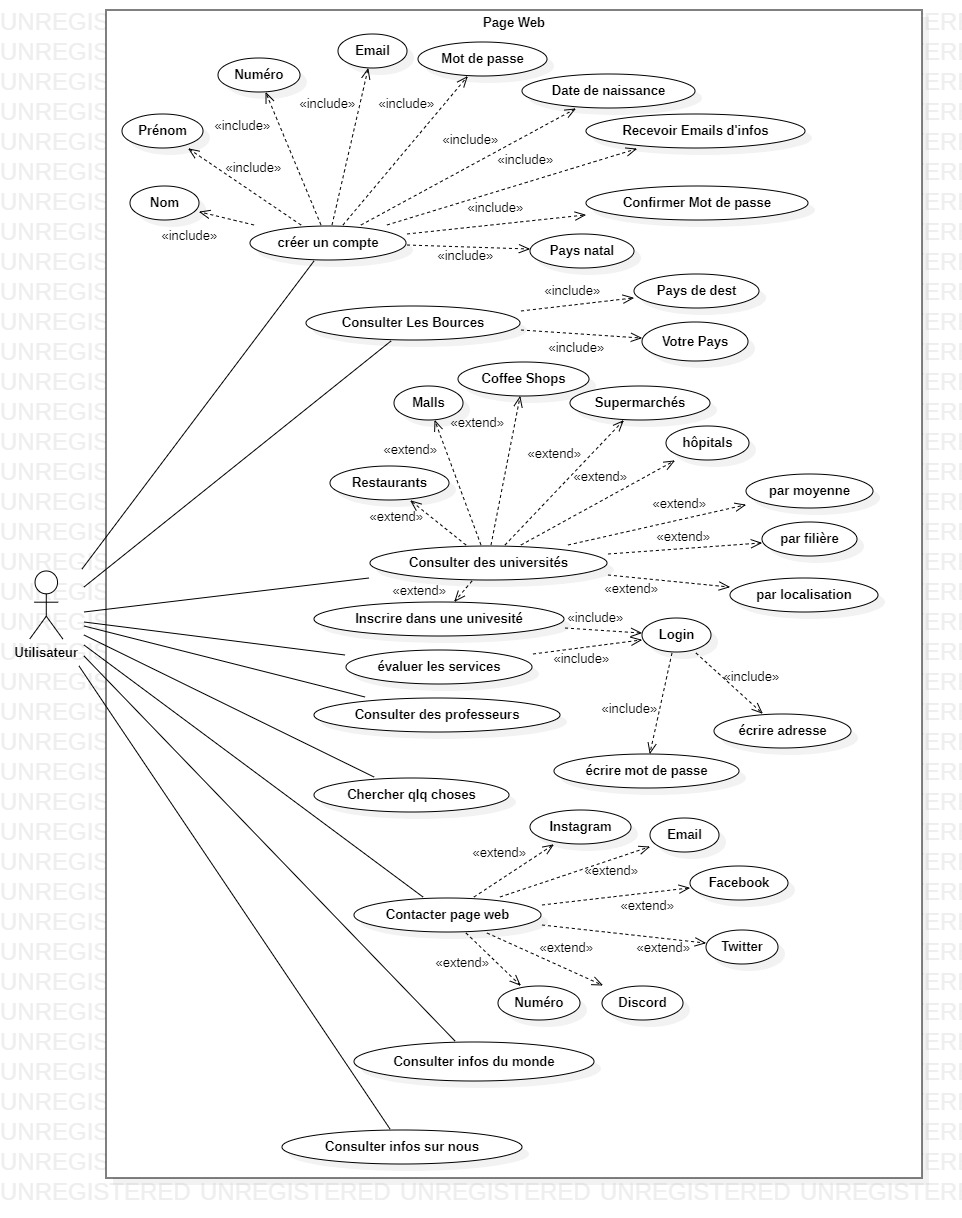 Page Web
Email
Mot de passe
Numéro
Date de naissance
«include»
«include»
Prénom
«include»
Recevoir Emails d'infos
«include»
«include»
«include»
Nom
Confirmer Mot de passe
«include»
«include»
créer un compte
Pays natal
«include»
Pays de dest
«include»
Consulter Les Bources
Votre Pays
«include»
Coffee Shops
Malls
Supermarchés
«extend»
hôpitals
«extend»
«extend»
«extend»
Restaurants
par moyenne
«extend»
«extend»
par filière
«extend»
Consulter des universités
«extend»
«extend»
par localisation
Inscrire dans une univesité
«include»
Login
Utilisateur
évaluer les services
«include»
«include»
Consulter des professeurs
«include»
écrire adresse
écrire mot de passe
Chercher qlq choses
Instagram
Email
«extend»
«extend»
Facebook
«extend»
Contacter page web
Twitter
«extend»
«extend»
«extend»
Numéro
Discord
Consulter infos du monde
Consulter infos sur nous
UNREGISTERED UNREGISTERED UNREGISTERED UNREGISTERED UNREGISTERI